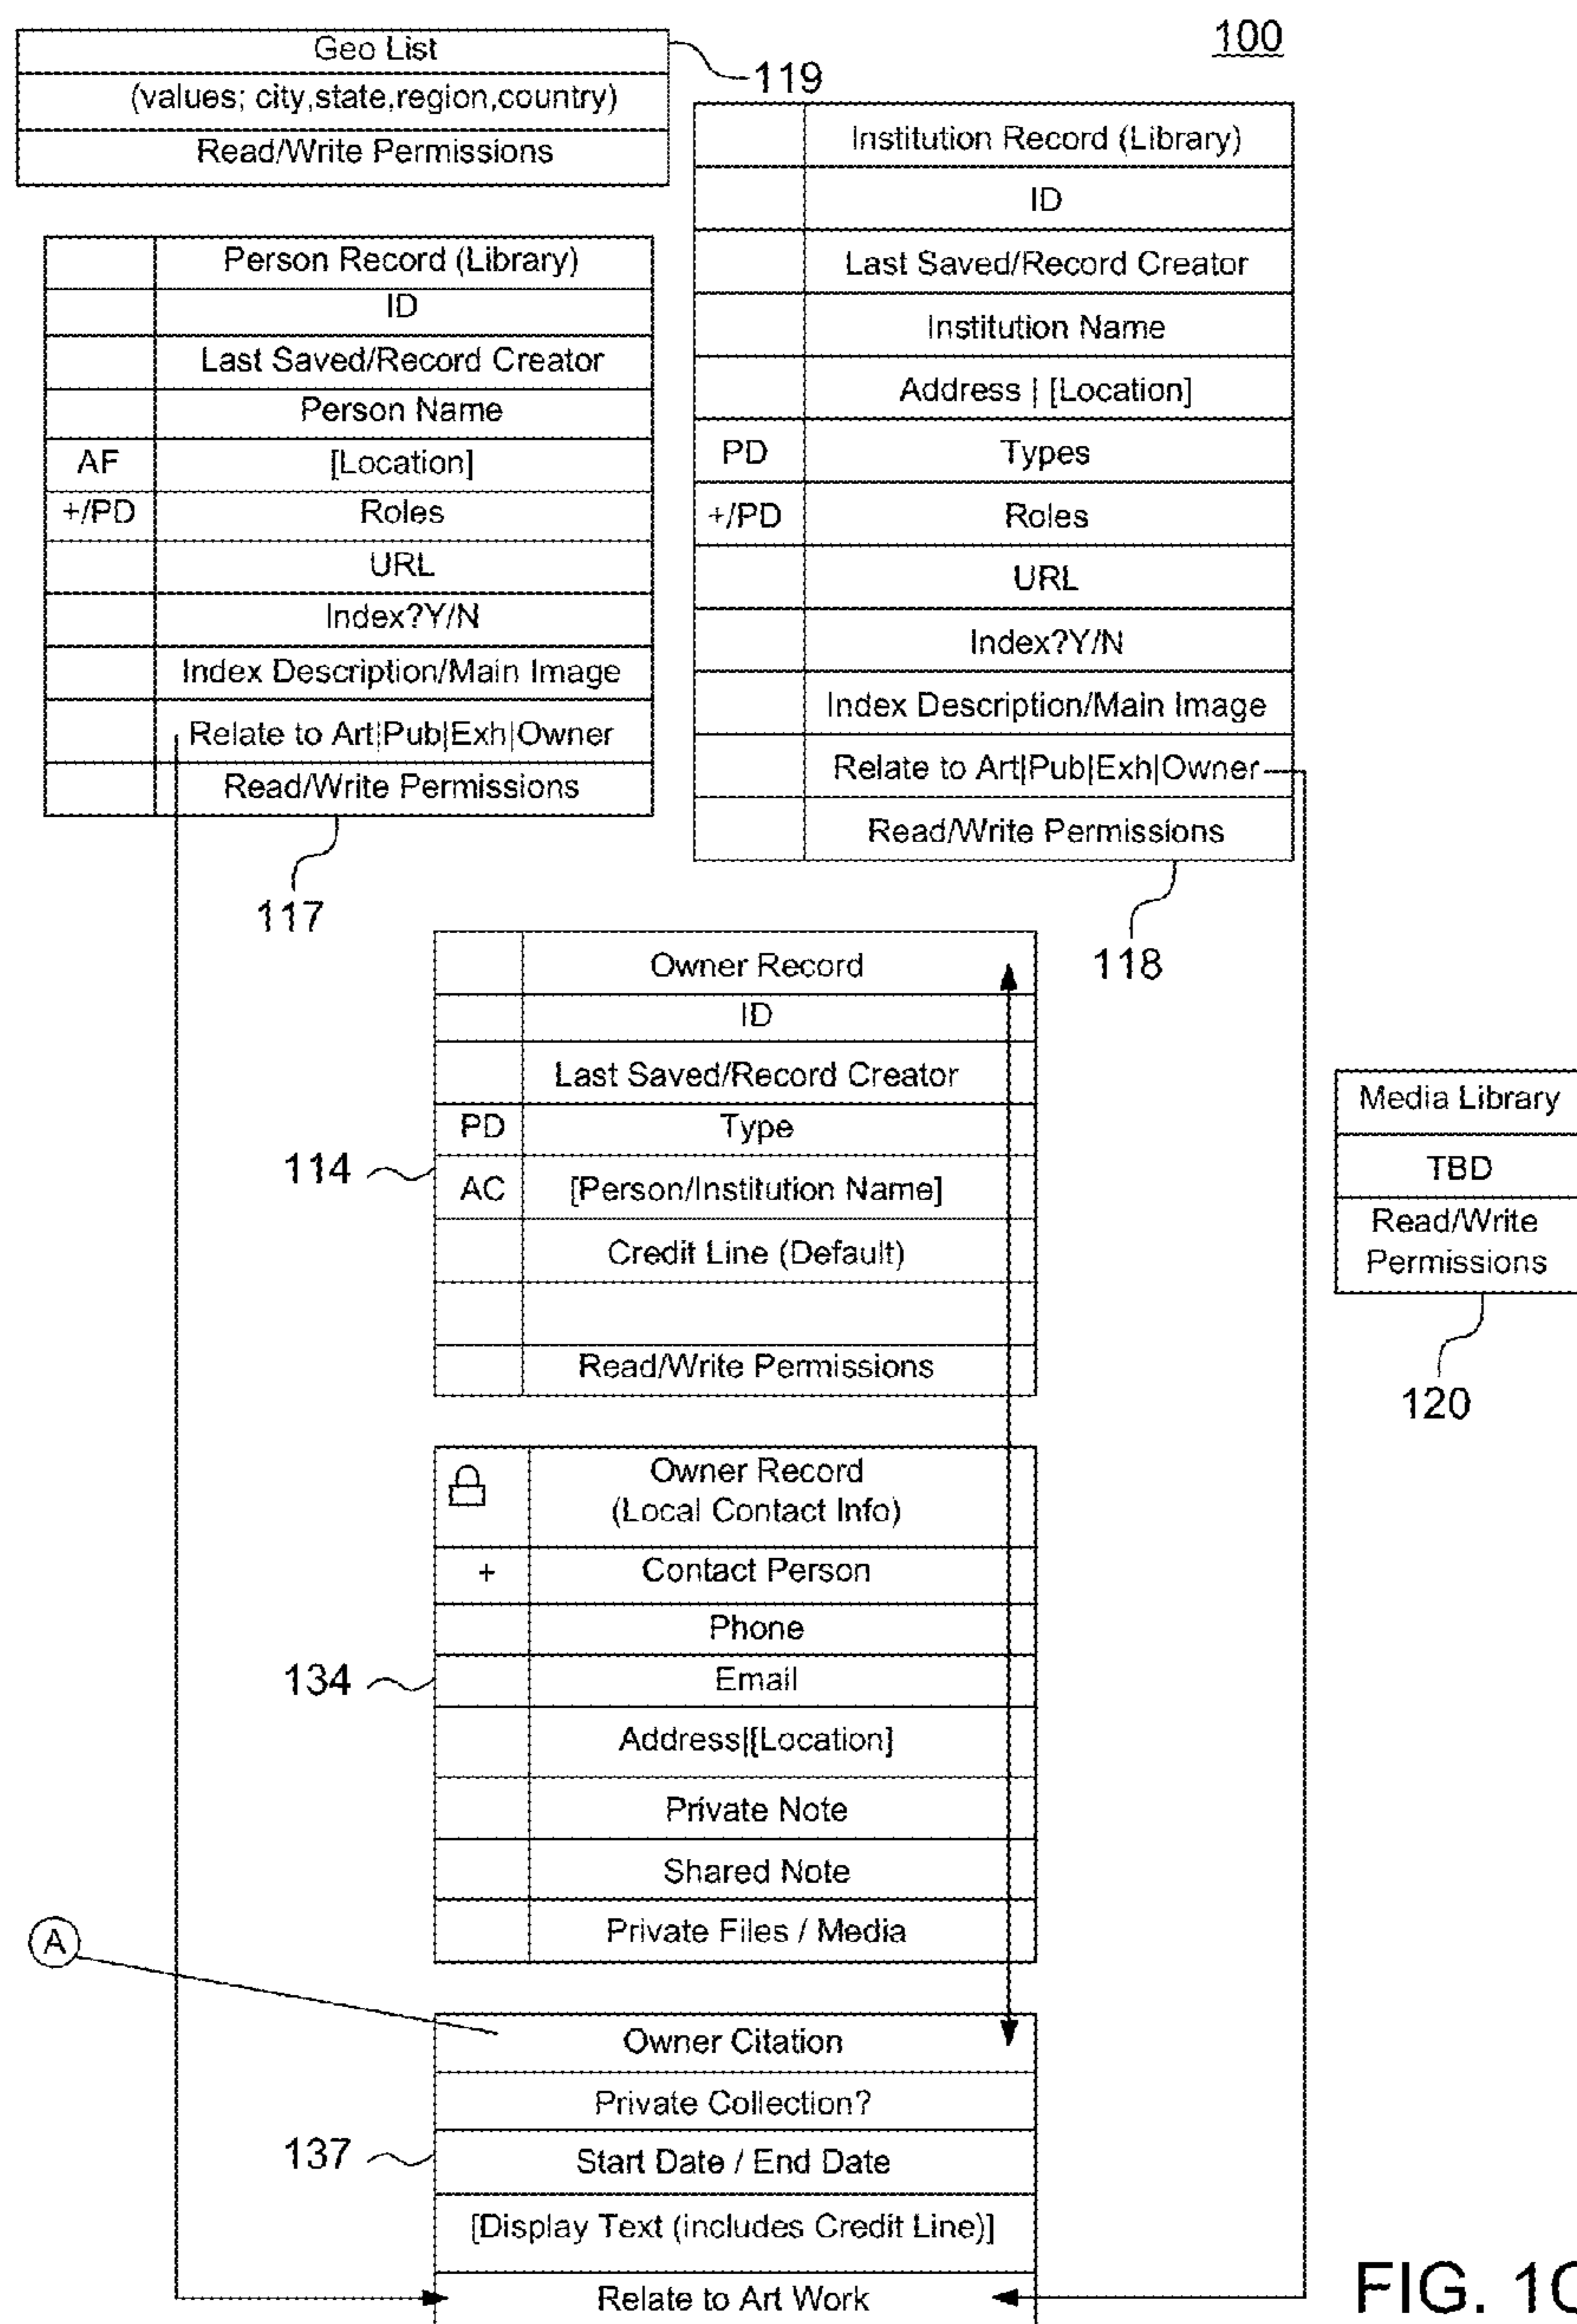 100
Geo List
(values; city,state,region,country)
Read/Write Permissions
119
Person Record (Library)
ID
Last Saved/Record Creator
Person Name
AF [Location]
+/PD Roles
URL
Index?Y/N
Index Description/Main Image
Relate to Art|Pub|Exh|Owner
Read/Write Permissions
117
Institution Record (Library)
ID
Last Saved/Record Creator
Institution Name
Address | [Location]
PD Types
+/PD Roles
URL
Index?Y/N
Index Description/Main Image
Relate to Art|Pub|Exh|Owner
Read/Write Permissions
118
Owner Record
ID
Last Saved/Record Creator
PD Type
114
AC [Person/Institution Name]
Credit Line (Default)
Read/Write Permissions
Media Library
TBD
Read/Write
Permissions
120
Owner Record
(Local Contact Info)
+ Contact Person
Phone
134
Email
Address|[Location]
Private Note
Shared Note
Private Files / Media
A
Owner Citation
Private Collection?
137
Start Date / End Date
[Display Text (includes Credit Line)]
Relate to Art Work